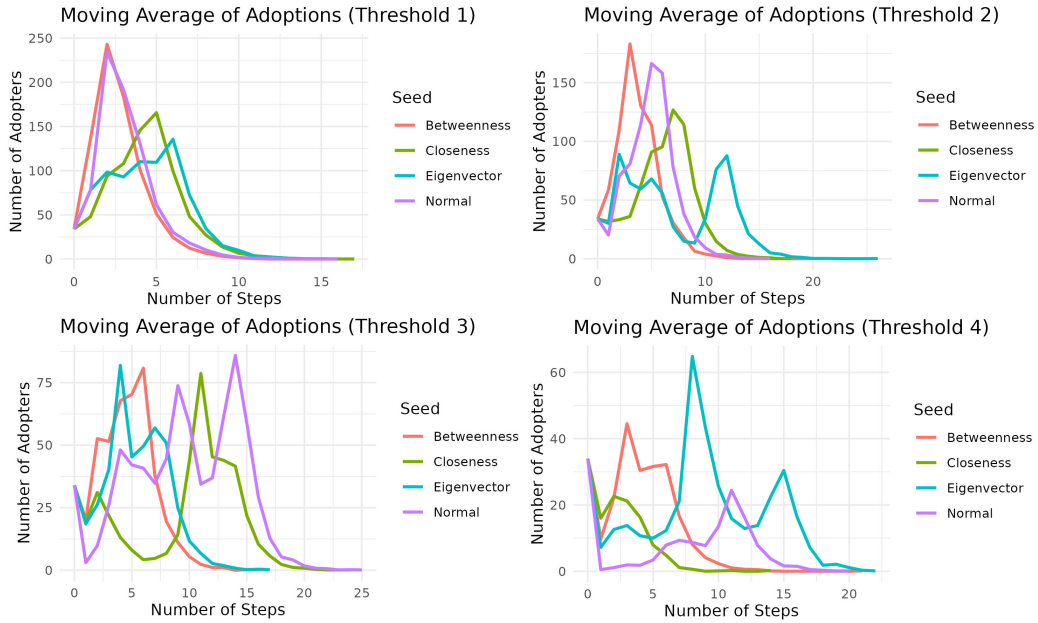 Moving Average of Adoptions (Threshold 1)
Number of Adopters
250
200
150
100
50
0
0 5 10 15
Number of Steps
Seed
Betweenness
Closeness
Eigenvector
Normal
Moving Average of Adoptions (Threshold 2)
Number of Adopters
150
100
50
0
0 10 20
Number of Steps
Seed
Betweenness
Closeness
Eigenvector
Normal
Moving Average of Adoptions (Threshold 3)
Number of Adopters
75
50
25
0
0 5 10 15 20 25
Number of Steps
Seed
Betweenness
Closeness
Eigenvector
Normal
Moving Average of Adoptions (Threshold 4)
Number of Adopters
60
40
20
0
0 5 10 15 20
Number of Steps
Seed
Betweenness
Closeness
Eigenvector
Normal